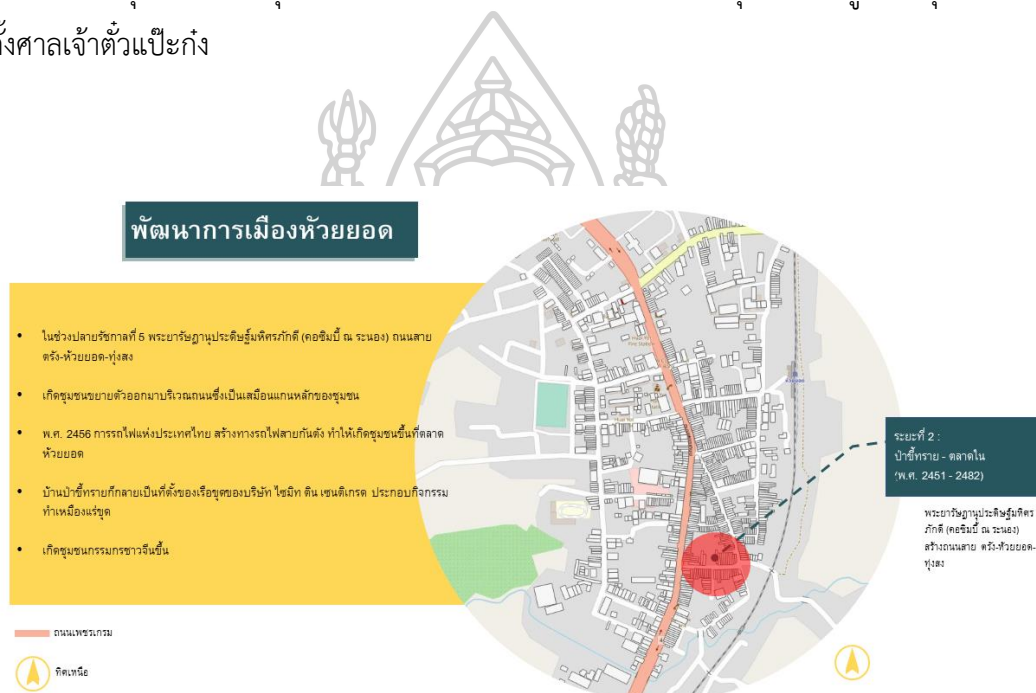 ตั้งศาลเจ้าตั๋วแป๊ะก๋ง
พัฒนาการเมืองห้วยยอด
• ในช่วงปลายรัชกาลที่ 5 พระยารัษฎานุประดิษฐ์มหิศรภักดี (คอซิมบี้ ณ ระนอง) ถนนสาย
ตรัง-ห้วยยอด-ทุ่งสง
• เกิดชุมชนขยายตัวออกมาบริเวณถนนซึ่งเป็นเสมือนแกนหลักของชุมชน
• พ.ศ. 2456 การรถไฟแห่งประเทศไทย สร้างทางรถไฟสายกันตัง ทำให้เกิดชุมชนขึ้นที่ตลาด
ห้วยยอด
• บ้านป่าขี้ทรายก็กลายเป็นที่ตั้งของเรือขุดของบริษัท ไซมิท ติน เซนดิเกรต ประกอบกิจกรรม
ทำเหมืองแร่ขุด
• เกิดชุมชนกรรมกรชาวจีนขึ้น
ระยะที่ 2 :
ป่าขี้ทราย - ตลาดใน
(พ.ศ. 2451 - 2482)
พระยารัษฎานุประดิษฐ์มหิศร
ภักดี (คอซิมบี้ ณ ระนอง)
สร้างถนนสาย ตรัง-ห้วยยอด-
ทุ่งสง
ถนนเพชรเกรม
ทิศเหนือ